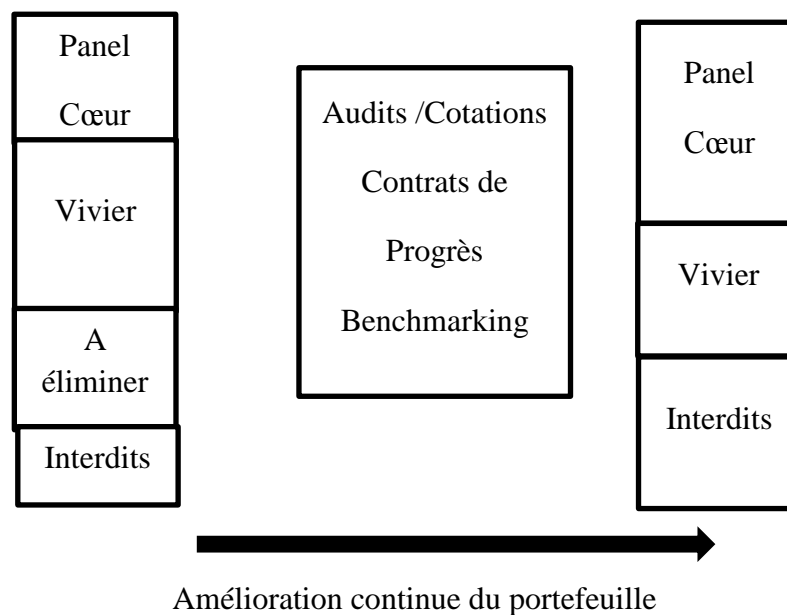 Panel
Cœur
Vivier
A
éliminer
Interdits
Audits /Cotations
Contrats de
Progrès
Benchmarking
Panel
Cœur
Vivier
Interdits
Amélioration continue du portefeuille